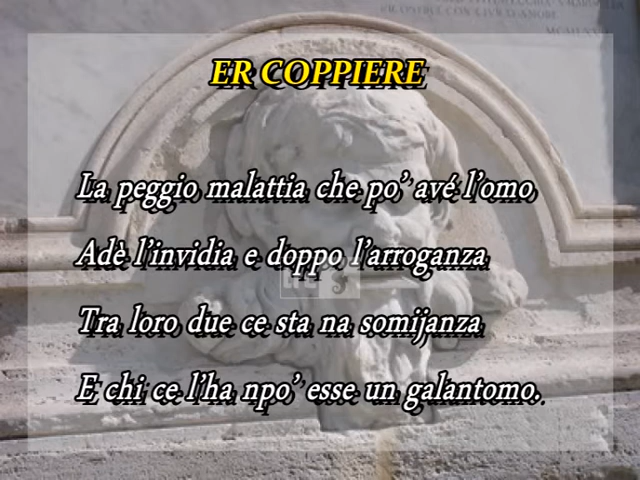 ER COPPIERE
La peggio malattia che po’ avé l’omo,
Adè l’invidia e doppo l’arroganza
Tra loro due ce sta na somijanza
E chi ce l’ha npo’ esse un galantomo.